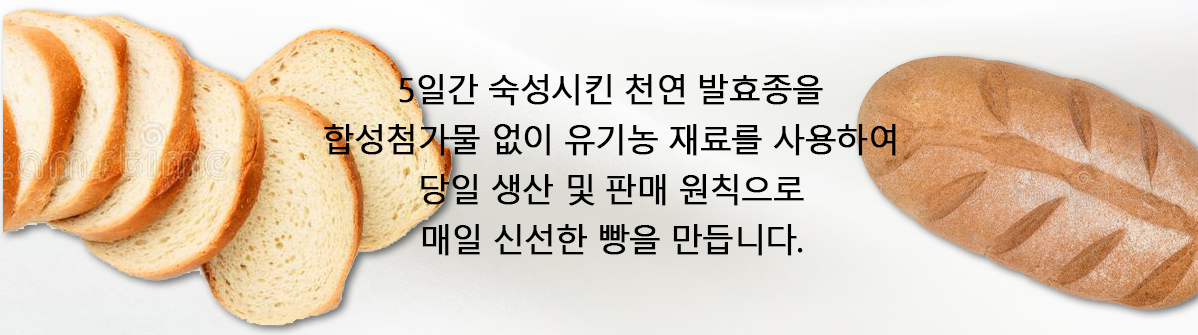 5일간 숙성시킨 천연 발효종을
합성첨가물 없이 유기농 재료를 사용하여
당일 생산 및 판매 원칙으로
매일 신선한 빵을 만듭니다.